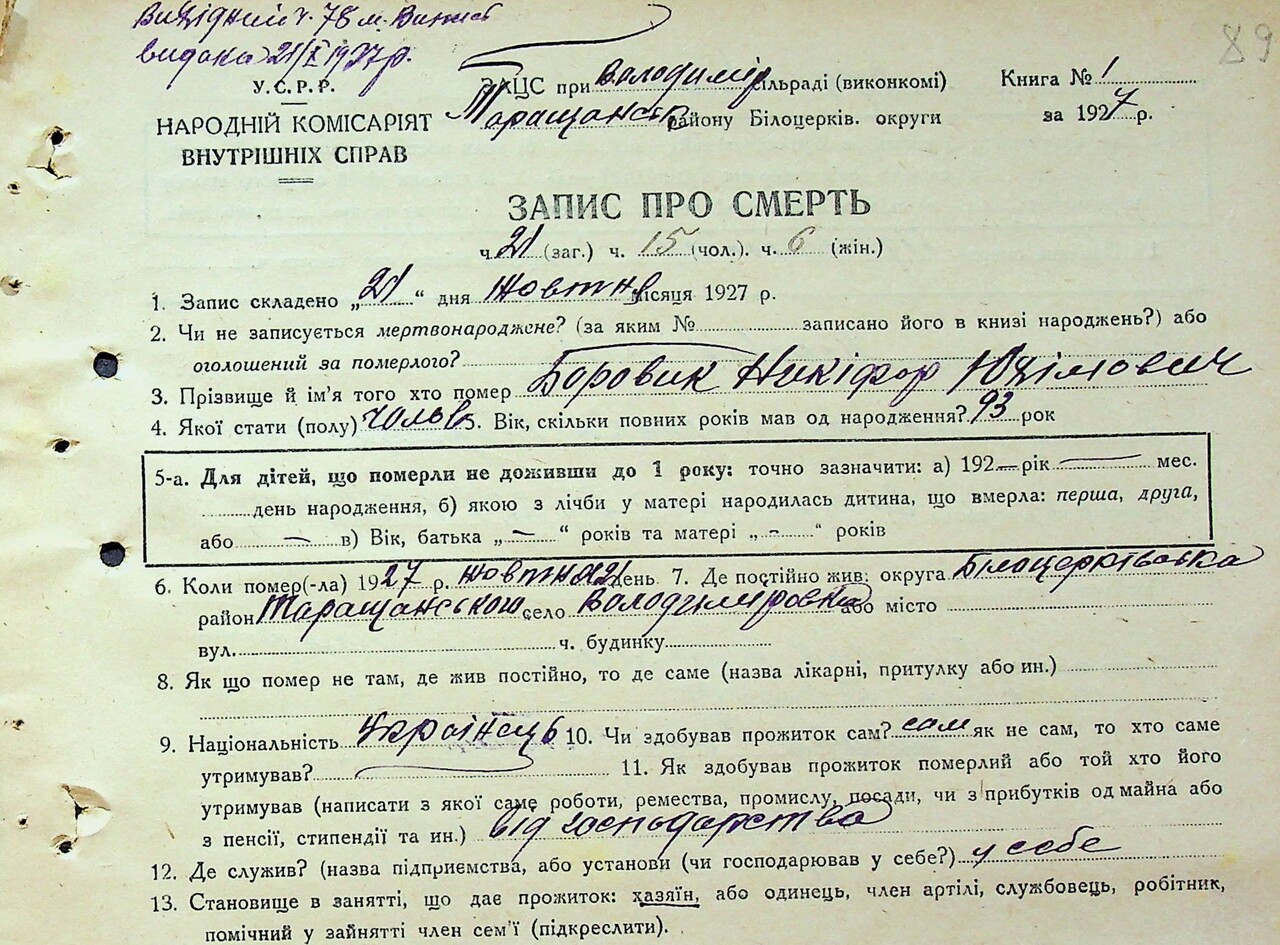 видана 21/X 1927 р.
89
У.С.Р.Р.
НАРОДНІЙ КОМІСАРІЯТ
ВНУТРІШНІХ СПРАВ
ЗАЦС при Володимір сільраді (виконкомі)
Таращанськ району Білоцерків. округи
Книга № 1
за 1927 р.
ЗАПИС ПРО СМЕРТЬ
ч. 21 (заг.) ч. 15 (чол.). ч. 6 (жін.)
1. Запис складено „21“ дня жовтня місяця 1927 р.
2. Чи не записується мертвонароджене? (за яким № записано його в книзі народжень?) або
оголошений за померлого?
3. Прізвище й ім'я того хто помер Боровик Никіфор Юхімович
4. Якої стати (полу) чолов. Вік, скільки повних років мав од народження? 93 рок
5-а. Для дітей, що померли не доживши до 1 року: точно зазначити: а) 192— рік — мес.
день народження, б) якою з лічби у матері народилась дитина, що вмерла: перша, друга,
або — в) Вік, батька „—“ років та матері „—“ років
6. Коли помер(-ла) 1927 р. жовтня 21 день 7. Де постійно жив: округа Білоцерківська
район Таращанського село Володимировка або місто
вул. ч. будинку
8. Як що помер не там, де жив постійно, то де саме (назва лікарні, притулку або ин.)
9. Національність Українець 10. Чи здобував прожиток сам? сам як не сам, то хто саме
утримував? 11. Як здобував прожиток померлий або той хто його
утримував (написати з якої саме роботи, ремества, промислу, посади, чи з прибутків од майна або
з пенсії, стипендії та ин.) від господарства
12. Де служив? (назва підприємства, або установи (чи господарював у себе?) у себе
13. Становище в занятті, що дає прожиток: хазяїн, або одинець, член артілі, службовець, робітник,
помічний у зайнятті член сем'ї (підкреслити).